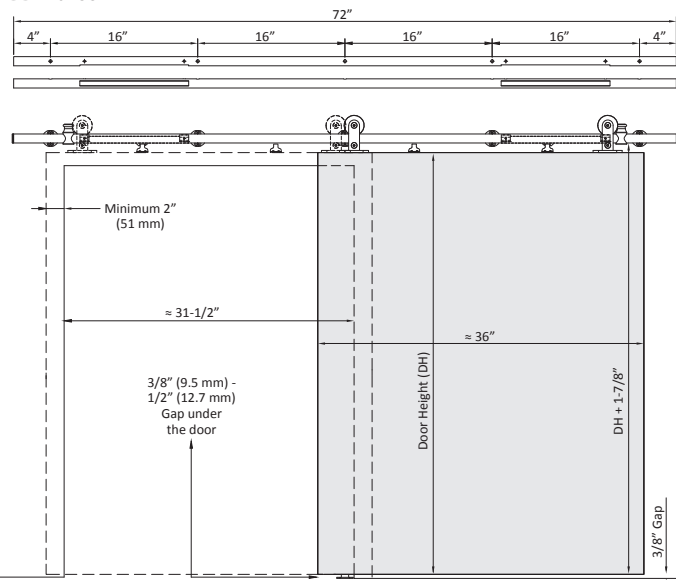 72"
4"
16"
16"
16"
16"
4"
Minimum 2"
(51 mm)
≈ 31-1/2"
≈ 36"
Door Height (DH)
DH + 1-7/8"
3/8" (9.5 mm) -
1/2" (12.7 mm)
Gap under
the door
3/8" Gap